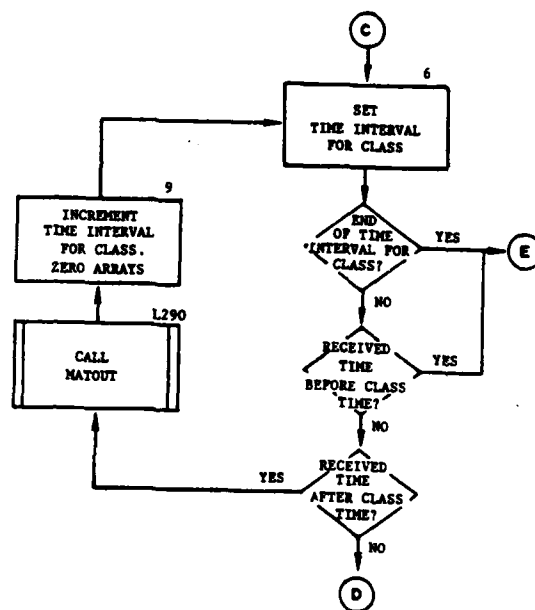 C
6
SET
TIME INTERVAL
FOR CLASS
9
INCREMENT
TIME INTERVAL
FOR CLASS.
ZERO ARRAYS
END
OF TIME
INTERVAL FOR
CLASS?
YES
E
NO
L290
CALL
MATOUT
RECEIVED
TIME
BEFORE CLASS
TIME?
YES
NO
RECEIVED
TIME
AFTER CLASS
TIME?
YES
NO
D